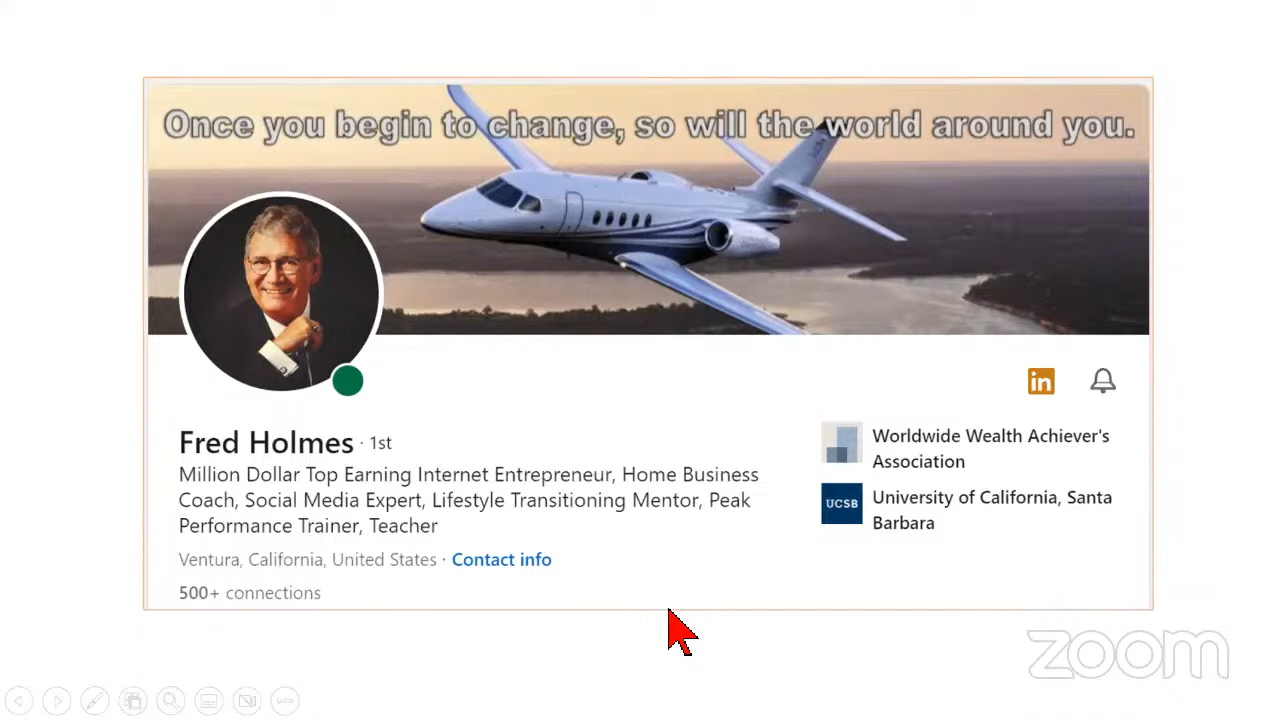 Once you begin to change, so will the world around you.
in
Fred Holmes · 1st
Million Dollar Top Earning Internet Entrepreneur, Home Business
Coach, Social Media Expert, Lifestyle Transitioning Mentor, Peak
Performance Trainer, Teacher
Ventura, California, United States · Contact info
500+ connections
Worldwide Wealth Achiever's
Association
UCSB
University of California, Santa
Barbara
zoom